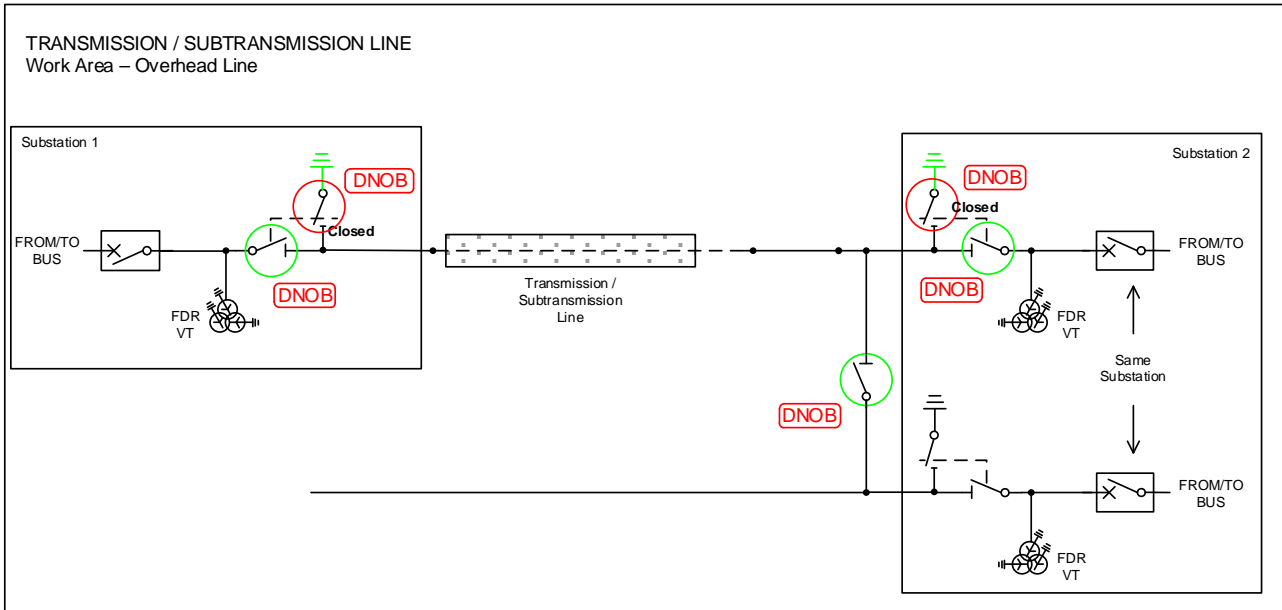 TRANSMISSION / SUBTRANSMISSION LINE
Work Area – Overhead Line
Substation 1
DNOB
Closed
FROM/TO
BUS
DNOB
FDR
VT
Transmission /
Subtransmission
Line
Substation 2
DNOB
Closed
FROM/TO
BUS
DNOB
FDR
VT
Same
Substation
DNOB
FROM/TO
BUS
FDR
VT